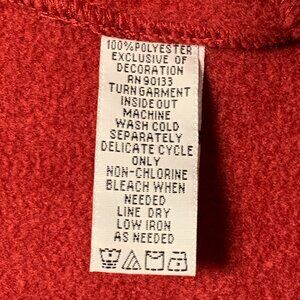 100%POLYESTER
EXCLUSIVE OF
DECORATION
RN 90133
TURN GARMENT
INSIDE OUT
MACHINE
WASH COLD
SEPARATELY
DELICATE CYCLE
ONLY
NON-CHLORINE
BLEACH WHEN
NEEDED
LINE DRY
LOW IRON
AS NEEDED